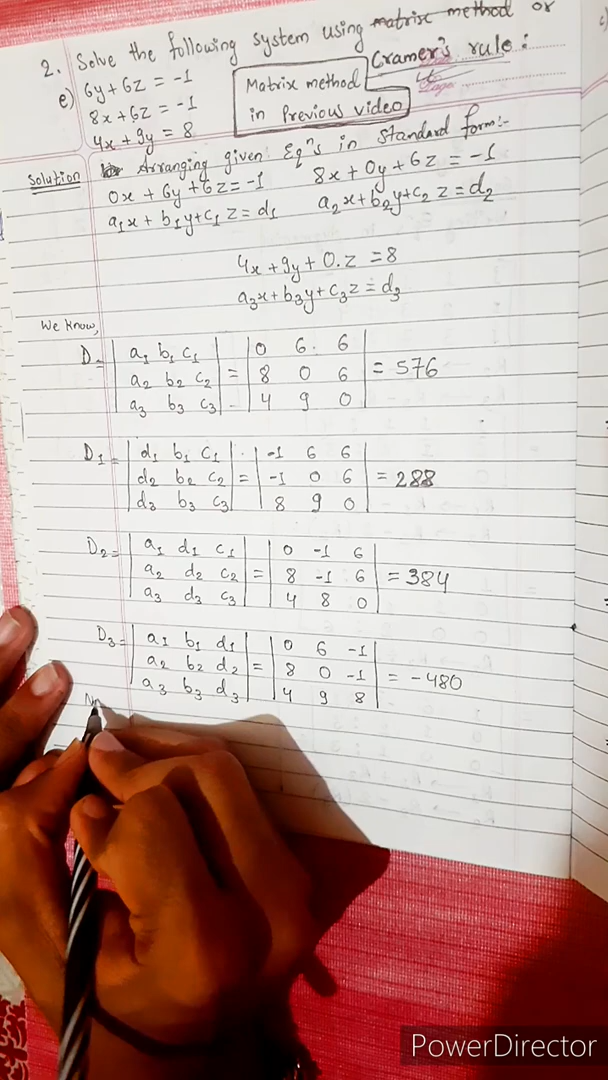 2. Solve the following system using matrix method or
Cramer's rule:
e) 6y + 6z = -1
8x + 6z = -1
4x + 9y = 8
Matrix method
in Previous video
Solution Arranging given Eqns in standard form:-
0x + 6y + 6z = -1 8x + 0y + 6z = -1
a1x + b1y + c1z = d1 a2x + b2y + c2z = d2
4x + 9y + 0.z = 8
a3x + b3y + c3z = d3
We know,
D = | a1 b1 c1 | = | 0 6 6 | = 576
| a2 b2 c2 | | 8 0 6 |
| a3 b3 c3 | | 4 9 0 |
D1 = | d1 b1 c1 | = | -1 6 6 | = 288
| d2 b2 c2 | | -1 0 6 |
| d3 b3 c3 | | 8 9 0 |
D2 = | a1 d1 c1 | = | 0 -1 6 | = 384
| a2 d2 c2 | | 8 -1 6 |
| a3 d3 c3 | | 4 8 0 |
D3 = | a1 b1 d1 | = | 0 6 -1 | = -480
| a2 b2 d2 | | 8 0 -1 |
| a3 b3 d3 | | 4 9 8 |
PowerDirector